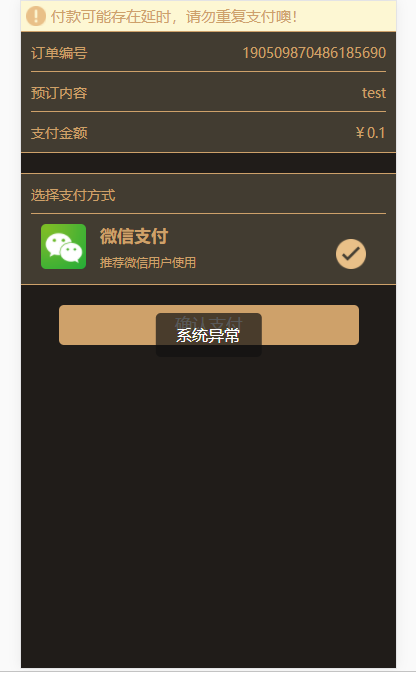 付款可能存在延时，请勿重复支付噢！
订单编号 190509870486185690
预订内容 test
支付金额 ￥0.1
选择支付方式
微信支付
推荐微信用户使用
确认支付
系统异常